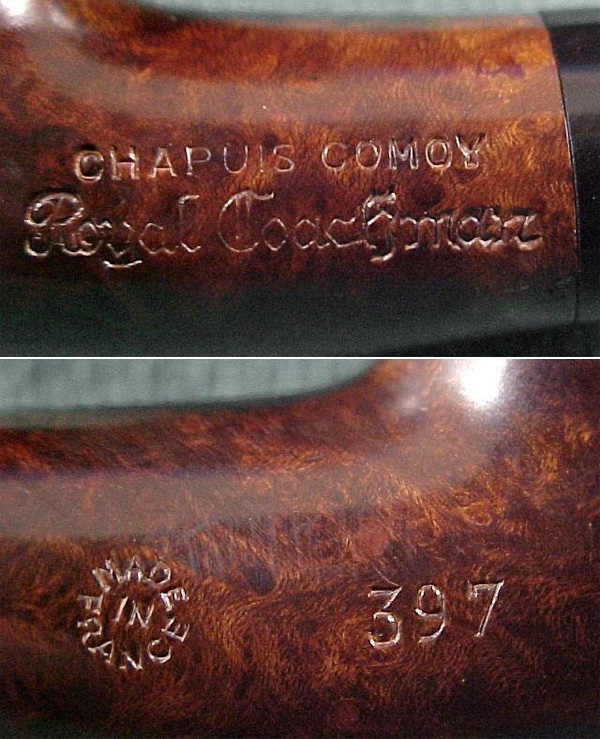 CHAPUIS COMOY
Royal Coachman
MADE
IN
FRANCE
397